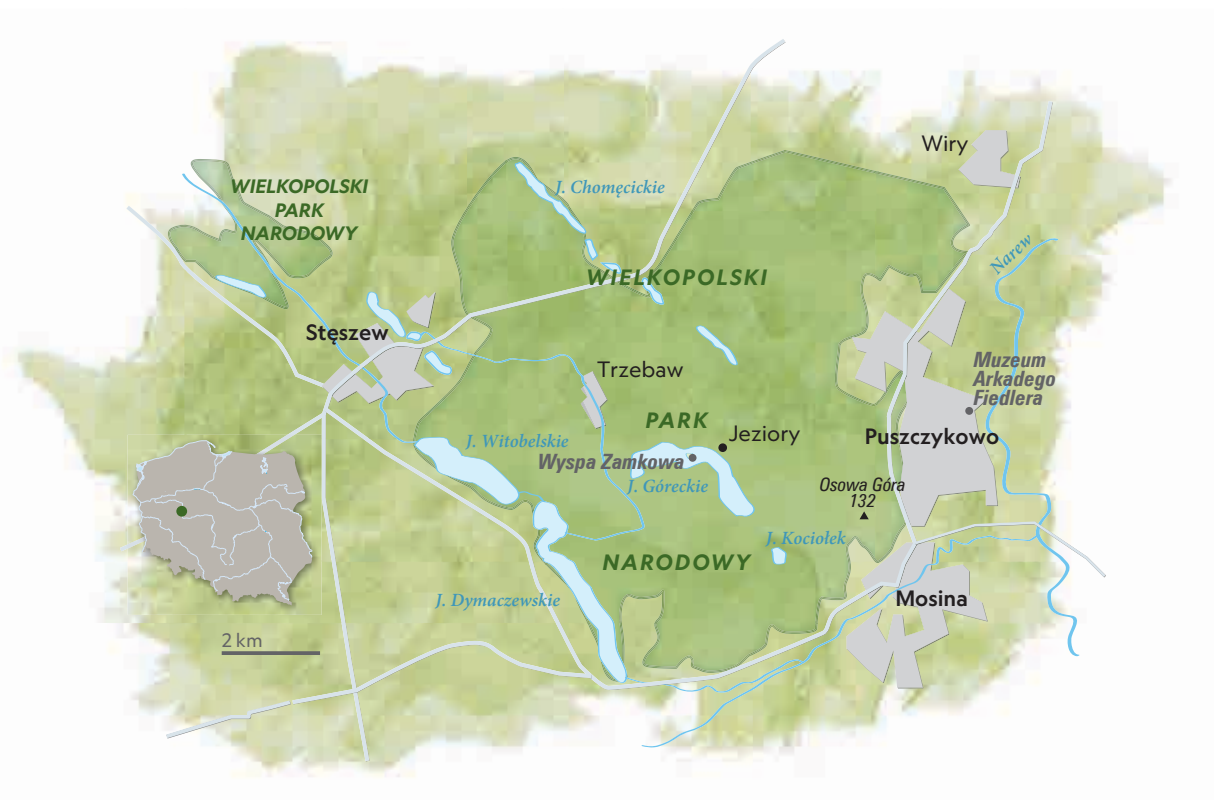 Wiry
WIELKOPOLSKI
PARK
NARODOWY
J. Chomęcickie
Narew
WIELKOPOLSKI
Stęszew
Trzebaw
Muzeum
Arkadego
Fiedlera
PARK
Jeziory
Puszczykowo
J. Witobelskie
Wyspa Zamkowa
J. Góreckie
Osowa Góra
132
J. Kociołek
NARODOWY
J. Dymaczewskie
Mosina
2 km